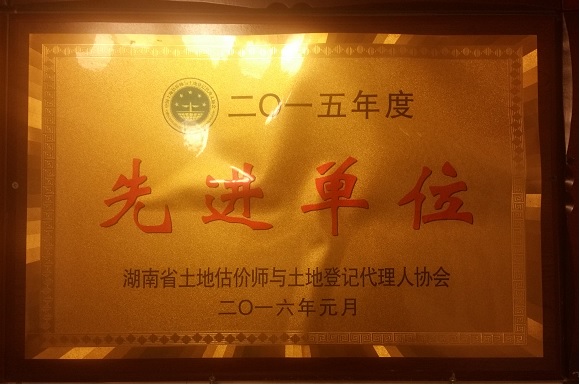 二〇一五年度
先进单位
湖南省土地估价师与土地登记代理人协会
二〇一六年元月